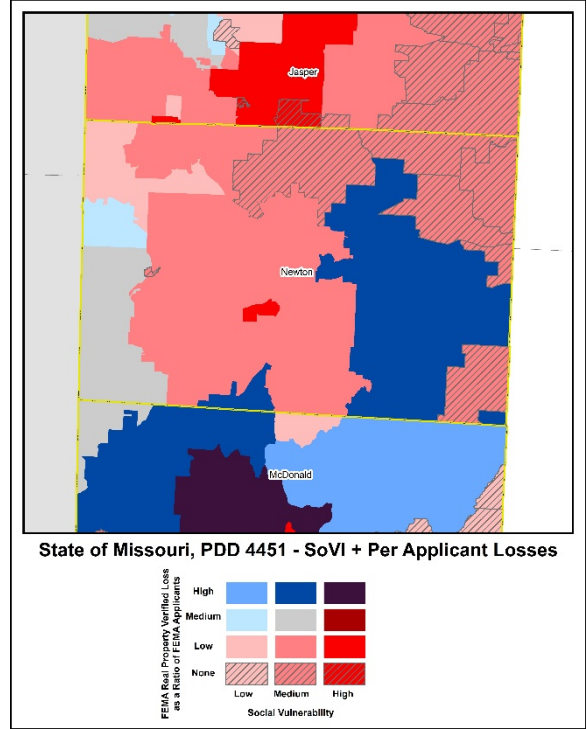 Jasper
Newton
McDonald
State of Missouri, PDD 4451 - SoVI + Per Applicant Losses
FEMA Real Property Verified Loss
as a Ratio of FEMA Applicants
High
Medium
Low
None
Low Medium High
Social Vulnerability